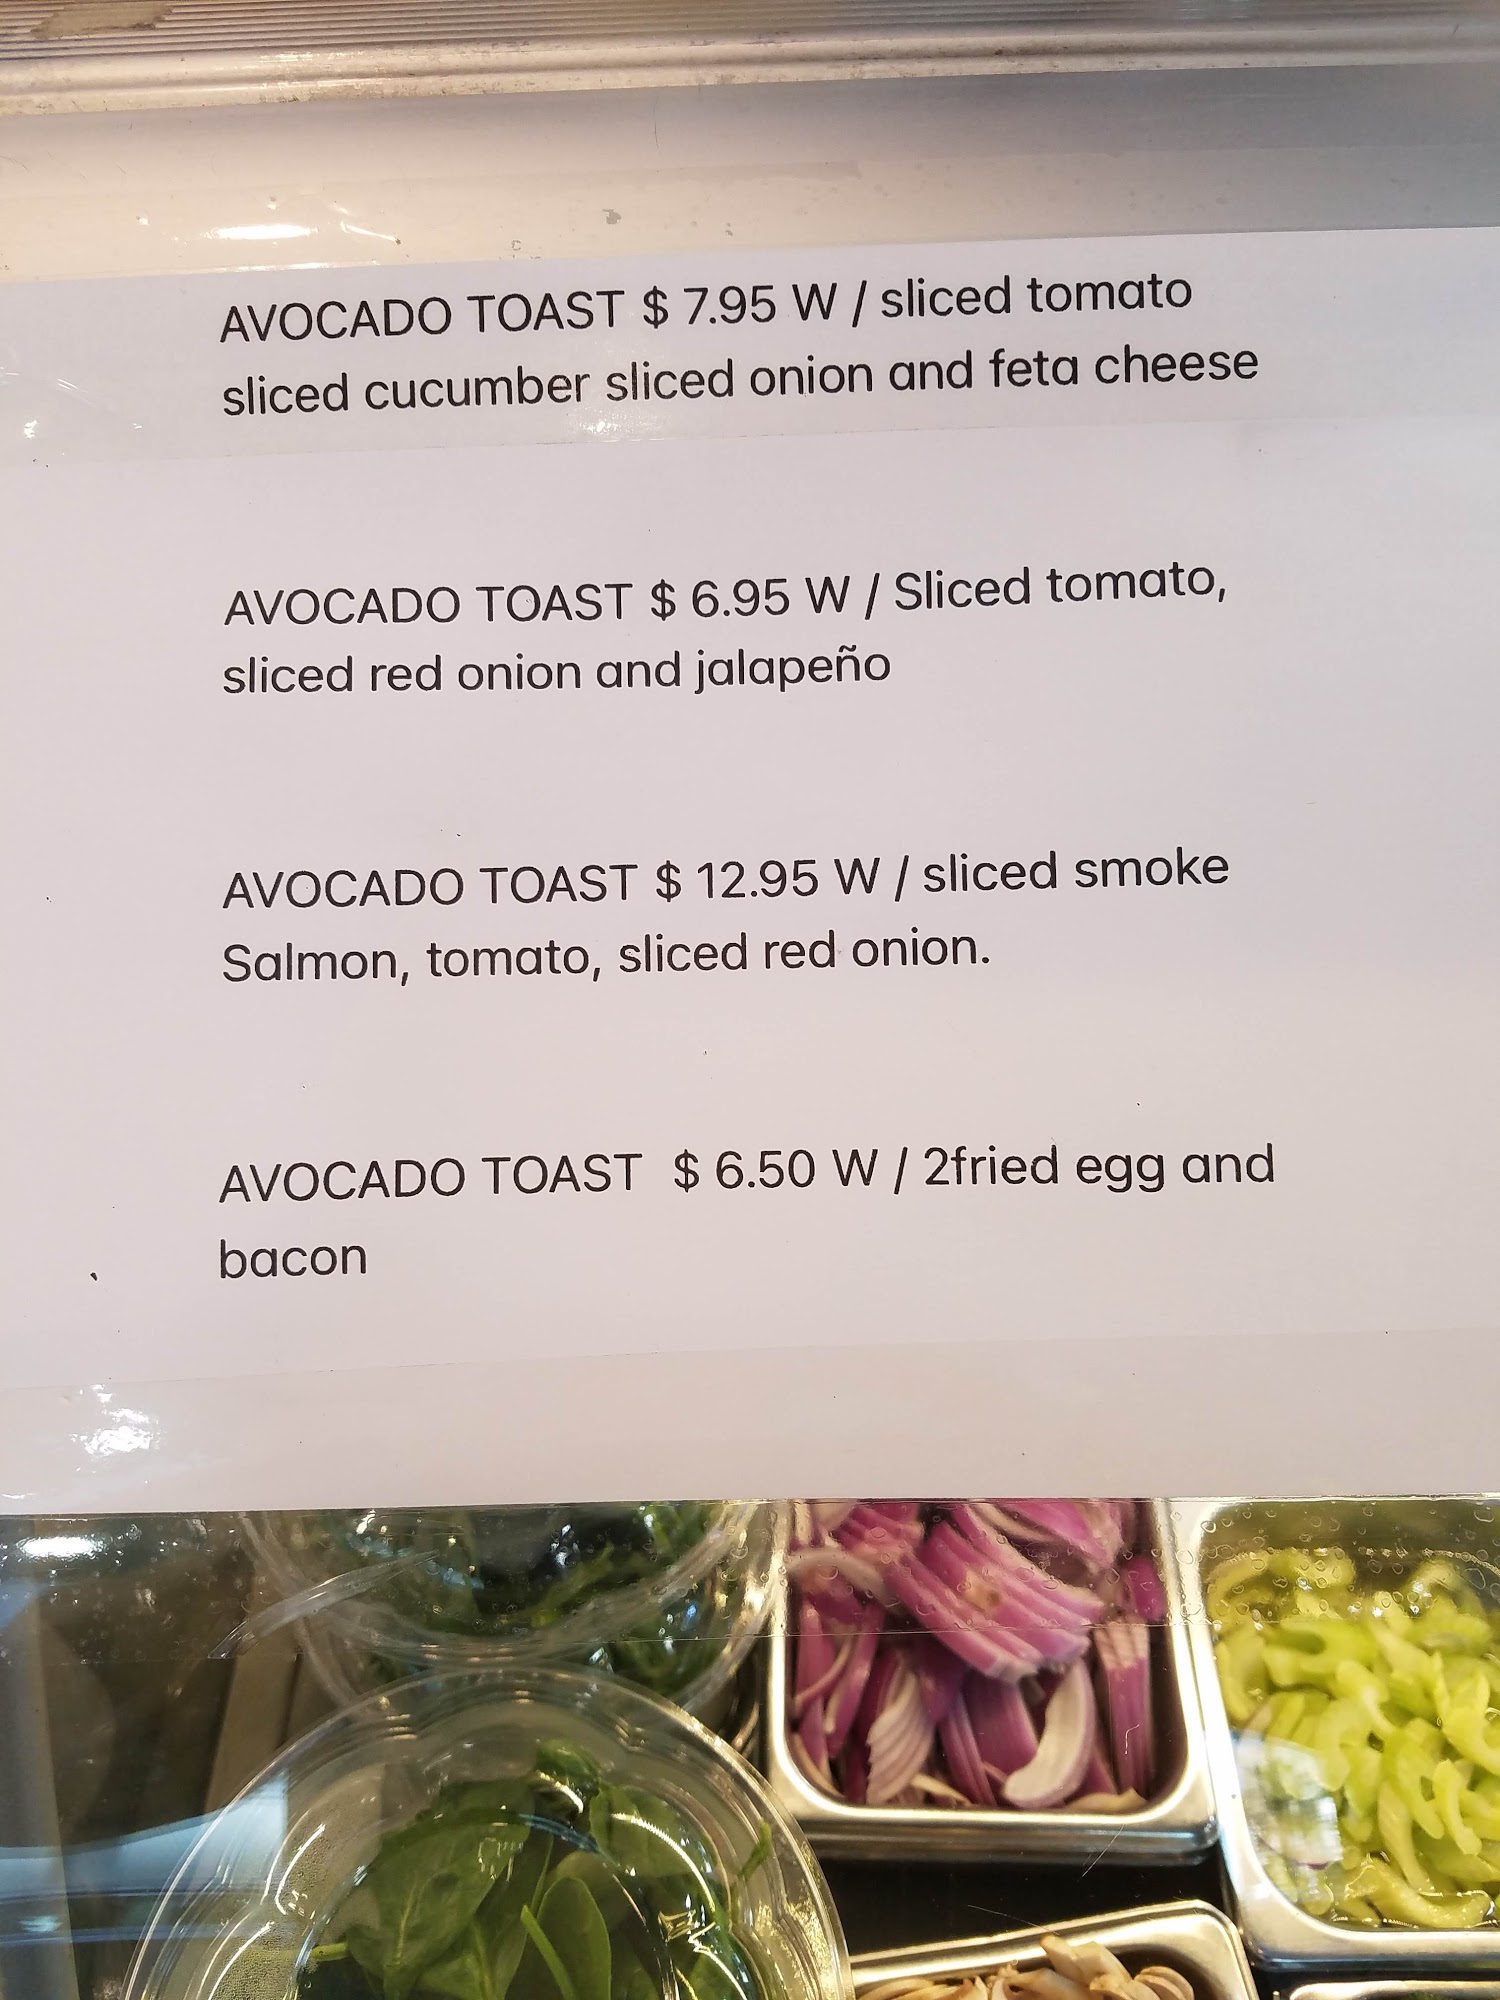 AVOCADO TOAST $ 7.95 W / sliced tomato
sliced cucumber sliced onion and feta cheese
AVOCADO TOAST $ 6.95 W / Sliced tomato,
sliced red onion and jalapeño
AVOCADO TOAST $ 12.95 W / sliced smoke
Salmon, tomato, sliced red onion.
AVOCADO TOAST  $ 6.50 W / 2fried egg and
bacon